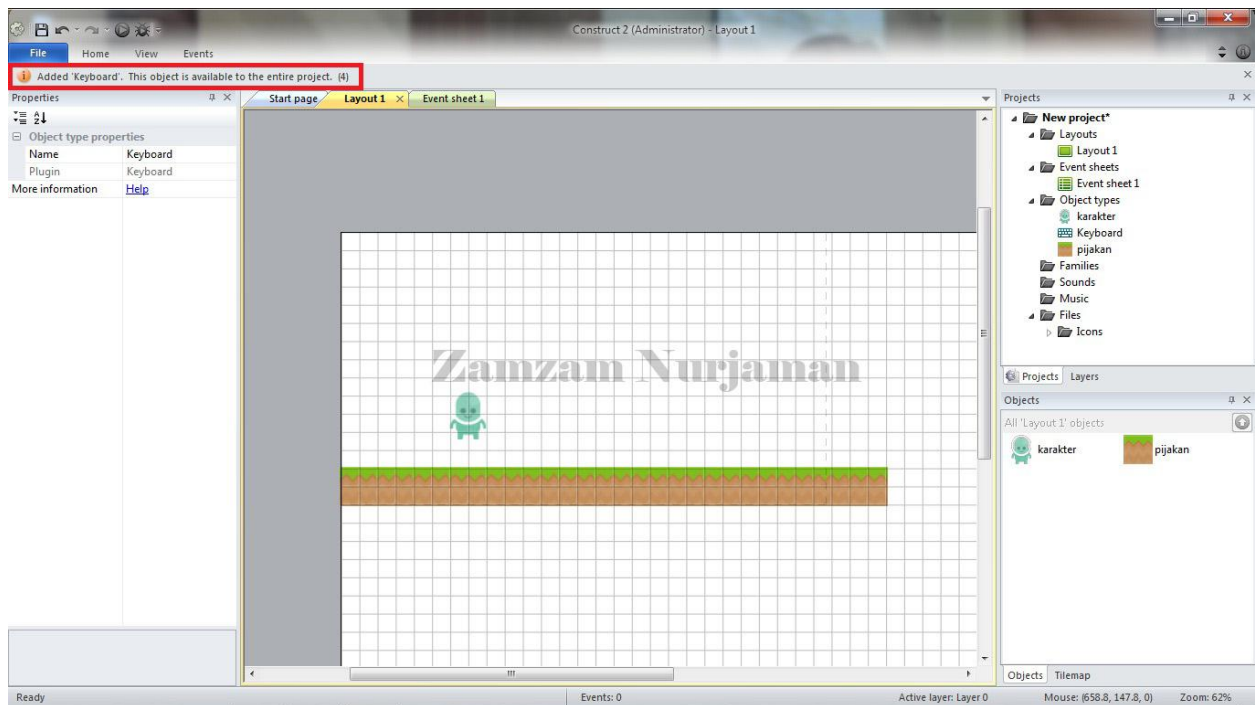 Construct 2 (Administrator) - Layout 1
File Home View Events
Added 'Keyboard'. This object is available to the entire project. (4)
Properties
Object type properties
Name Keyboard
Plugin Keyboard
More information Help
Start page Layout 1 Event sheet 1
Zamzam Nurjaman
Projects
New project*
Layouts
Layout 1
Event sheets
Event sheet 1
Object types
karakter
Keyboard
pijakan
Families
Sounds
Music
Files
Icons
Projects Layers
Objects
All 'Layout 1' objects
karakter pijakan
Objects Tilemap
Ready Events: 0 Active layer: Layer 0 Mouse: (658.8, 147.8, 0) Zoom: 62%